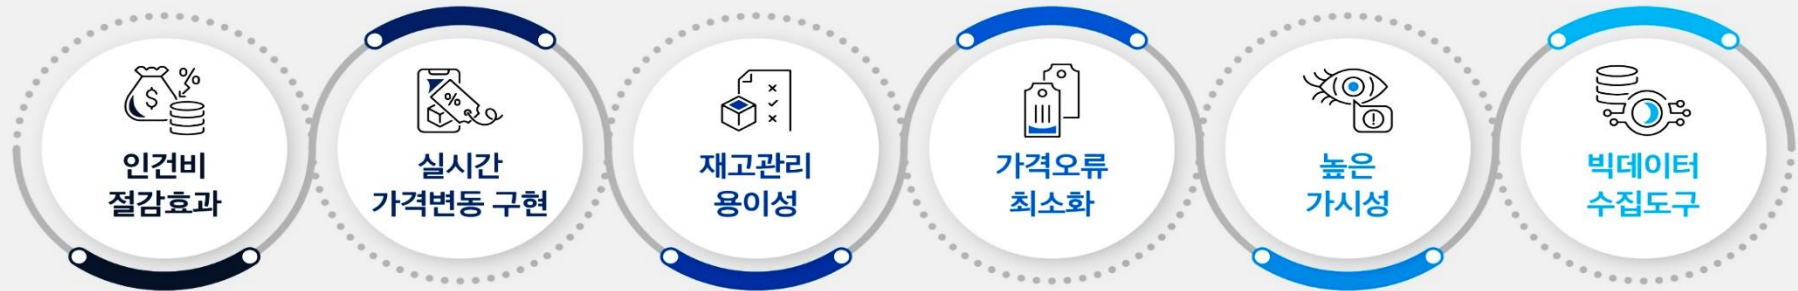 인건비
절감효과
실시간
가격변동 구현
재고관리
용이성
가격오류
최소화
높은
가시성
빅데이터
수집도구